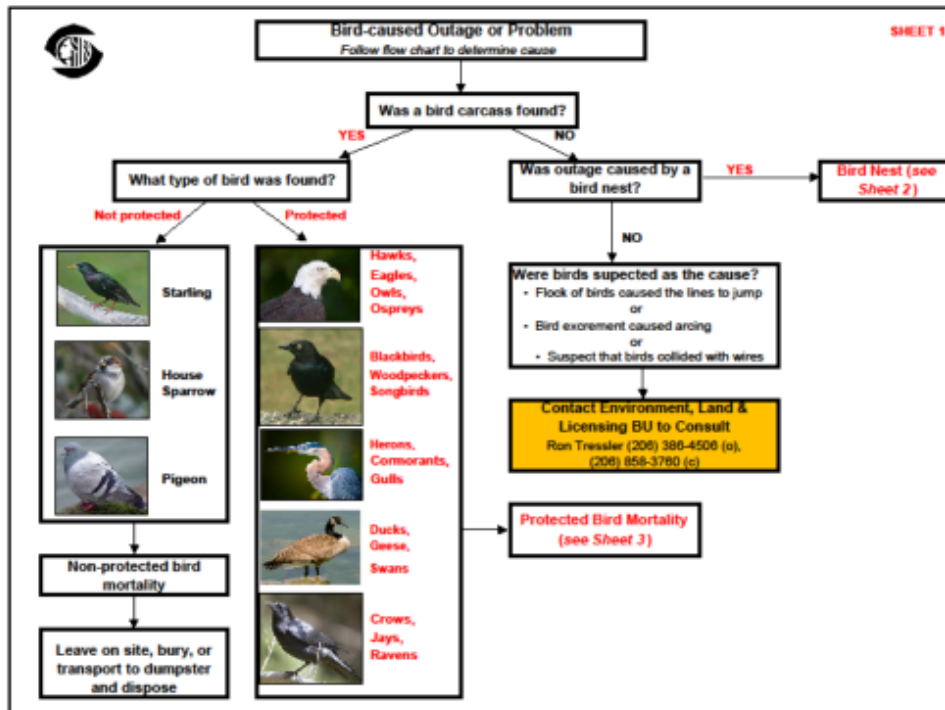 Bird-caused Outage or Problem
Follow flow chart to determine cause
SHEET 1
Was a bird carcass found?
YES
NO
What type of bird was found?
Was outage caused by a
bird nest?
YES
Bird Nest (see
Sheet 2)
Not protected
Protected
NO
Starling
House
Sparrow
Pigeon
Hawks,
Eagles,
Owls,
Ospreys
Blackbirds,
Woodpeckers,
Songbirds
Herons,
Cormorants,
Gulls
Ducks,
Geese,
Swans
Crows,
Jays,
Ravens
Were birds supected as the cause?
• Flock of birds caused the lines to jump
or
• Bird excrement caused arcing
or
• Suspect that birds collided with wires
Contact Environment, Land &
Licensing BU to Consult
Ron Tressler (206) 386-4506 (o),
(206) 858-3760 (c)
Protected Bird Mortality
(see Sheet 3)
Non-protected bird
mortality
Leave on site, bury, or
transport to dumpster
and dispose